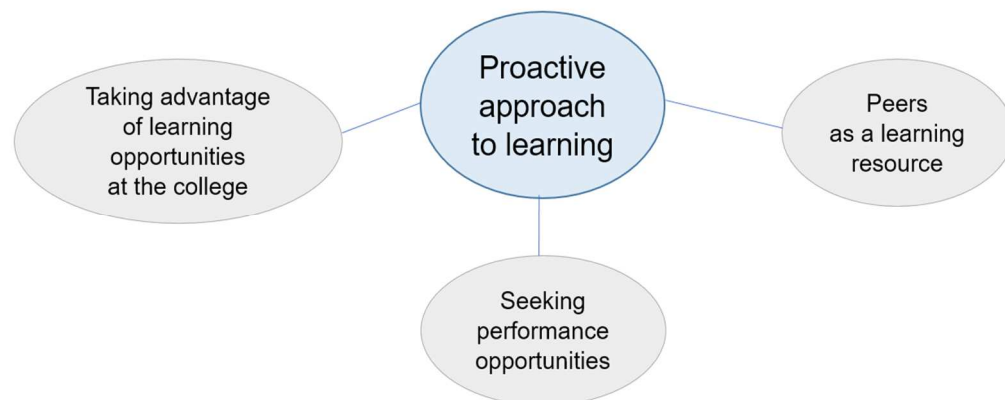 Proactive
approach
to learning
Taking advantage
of learning
opportunities
at the college
Peers
as a learning
resource
Seeking
performance
opportunities